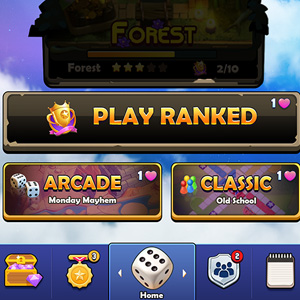 FOREST
Forest 2/10
1
PLAY RANKED
1
ARCADE
Monday Mayhem
1
CLASSIC
Old School
3
2
Home